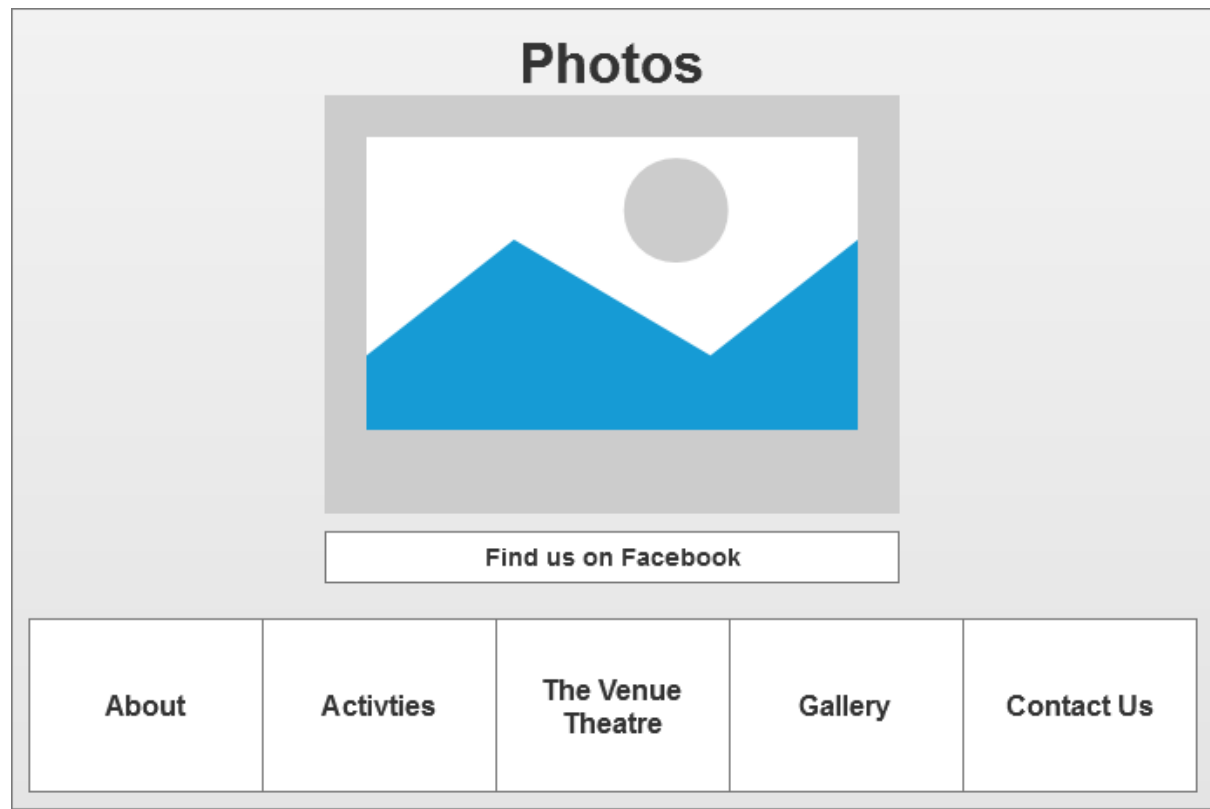 Photos
Find us on Facebook
About
Activties
The Venue
Theatre
Gallery
Contact Us